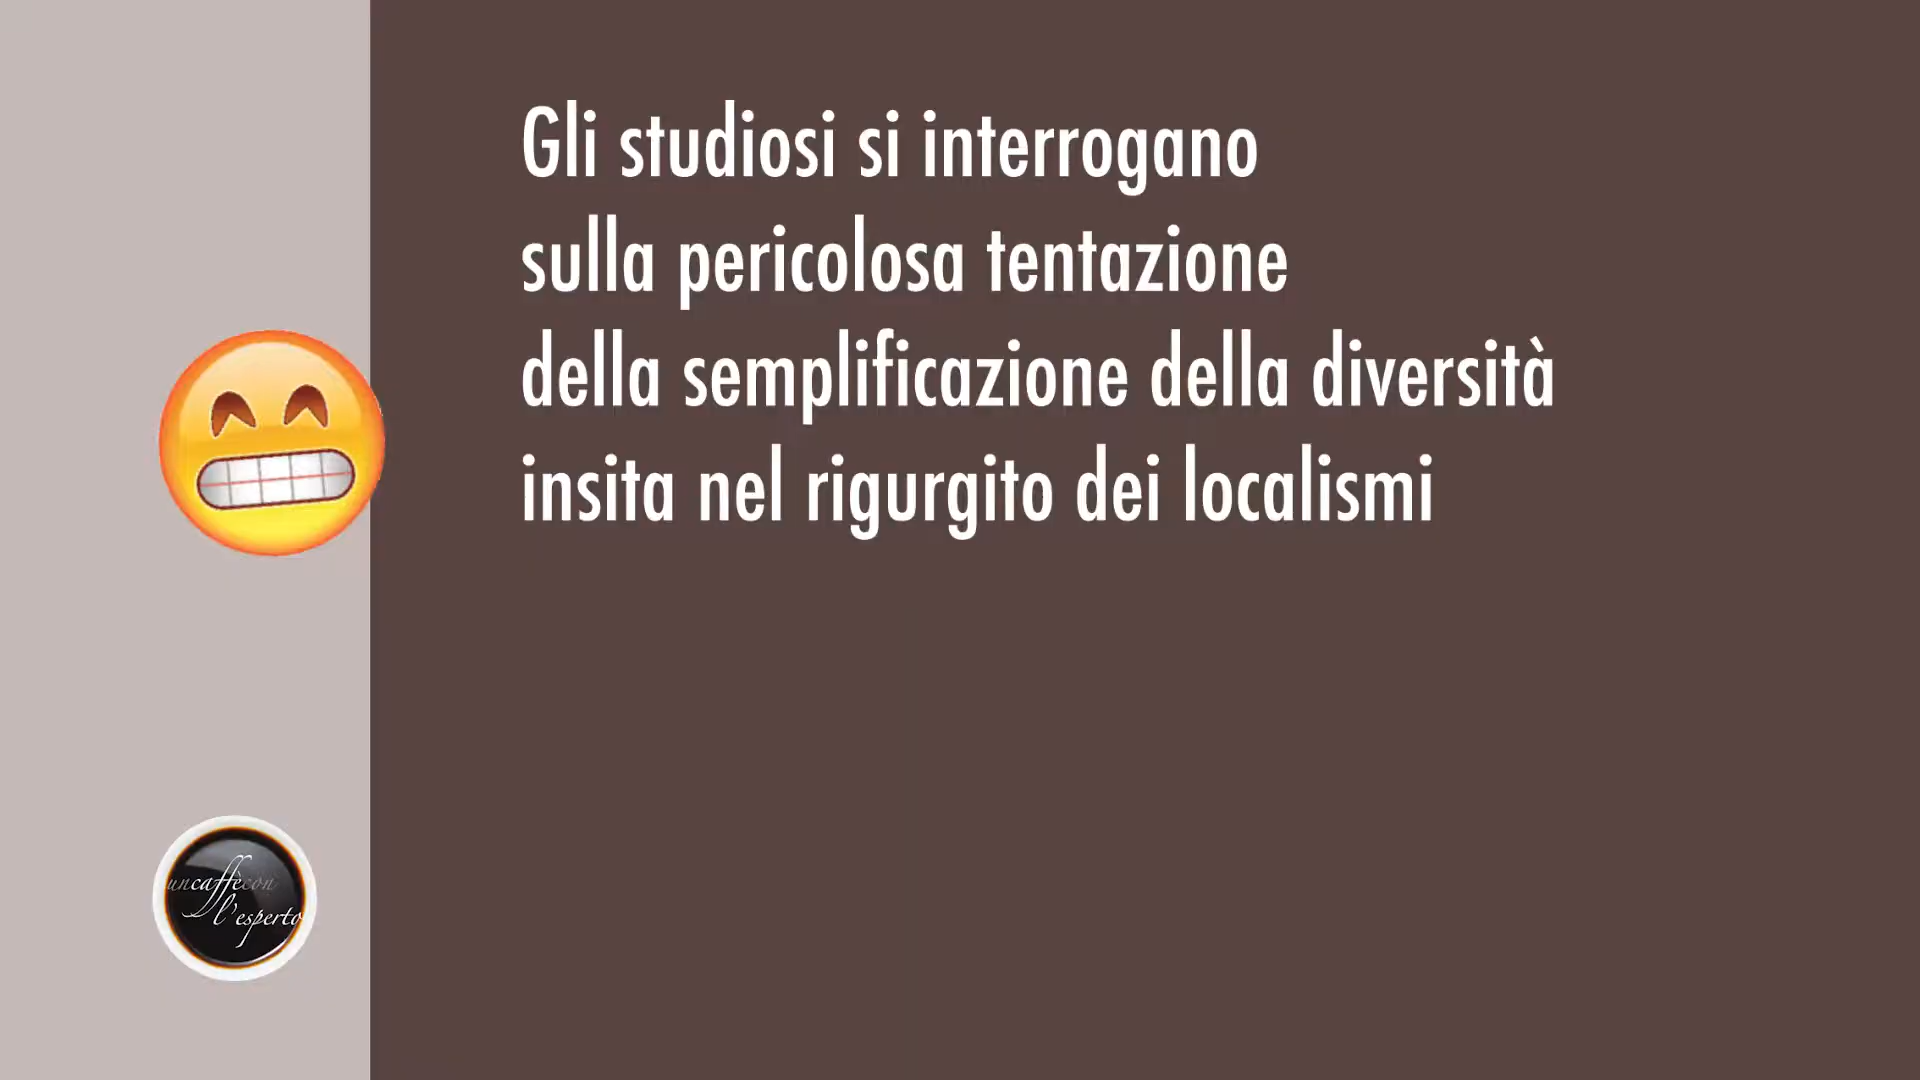 Gli studiosi si interrogano
sulla pericolosa tentazione
della semplificazione della diversità
insita nel rigurgito dei localismi
uncaffècon
l'esperto